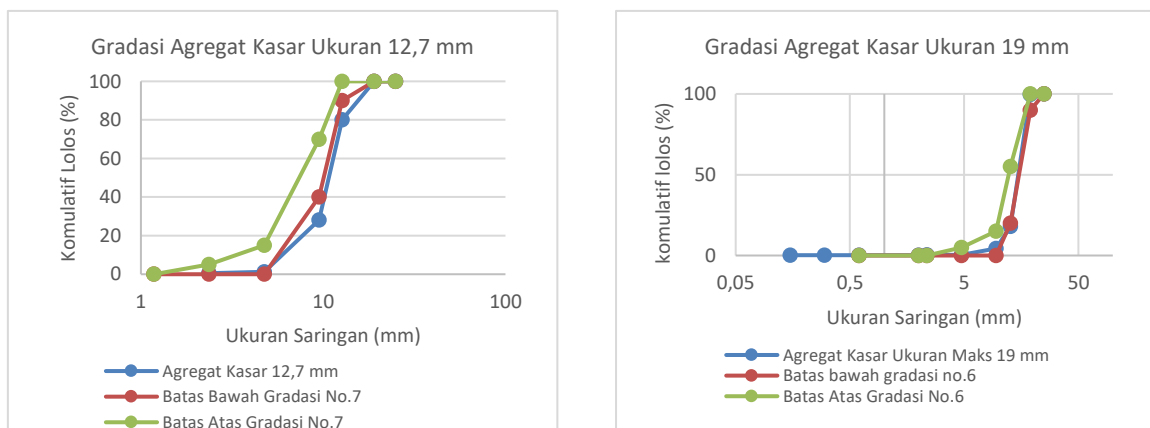 Gradasi Agregat Kasar Ukuran 12,7 mm
Komulatif Lolos (%)
100
80
60
40
20
0
1
10
100
Ukuran Saringan (mm)
Agregat Kasar 12,7 mm
Batas Bawah Gradasi No.7
Batas Atas Gradasi No.7
Gradasi Agregat Kasar Ukuran 19 mm
komulatif lolos (%)
100
50
0
0,05
0,5
5
50
Ukuran Saringan (mm)
Agregat Kasar Ukuran Maks 19 mm
Batas bawah gradasi no.6
Batas Atas Gradasi No.6